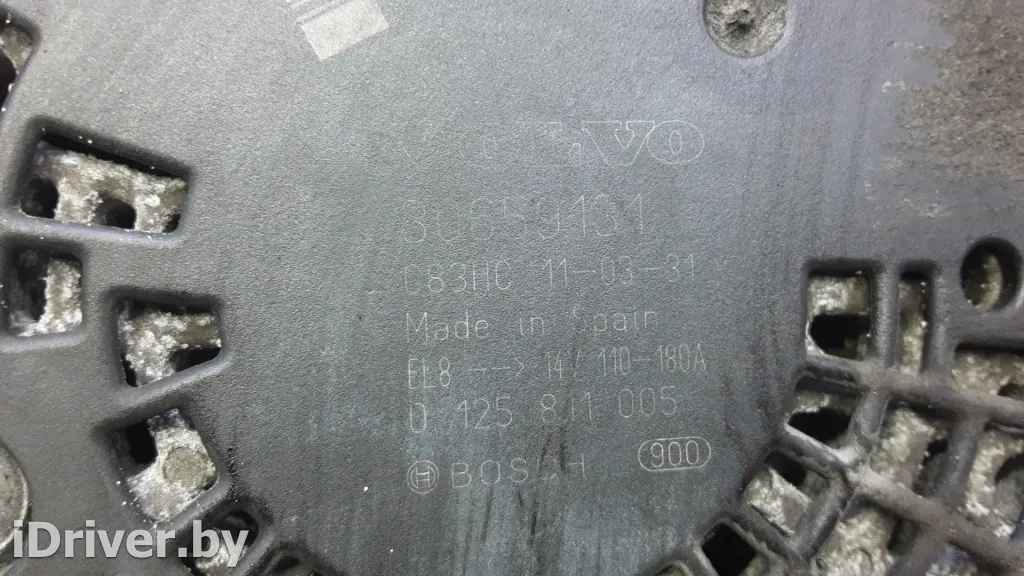 VOLVO
30659131
C83HC 11-03-31
Made in Spain
EL8 --> 14V 110-180A
0 125 811 005
BOSCH 900
iDriver.by